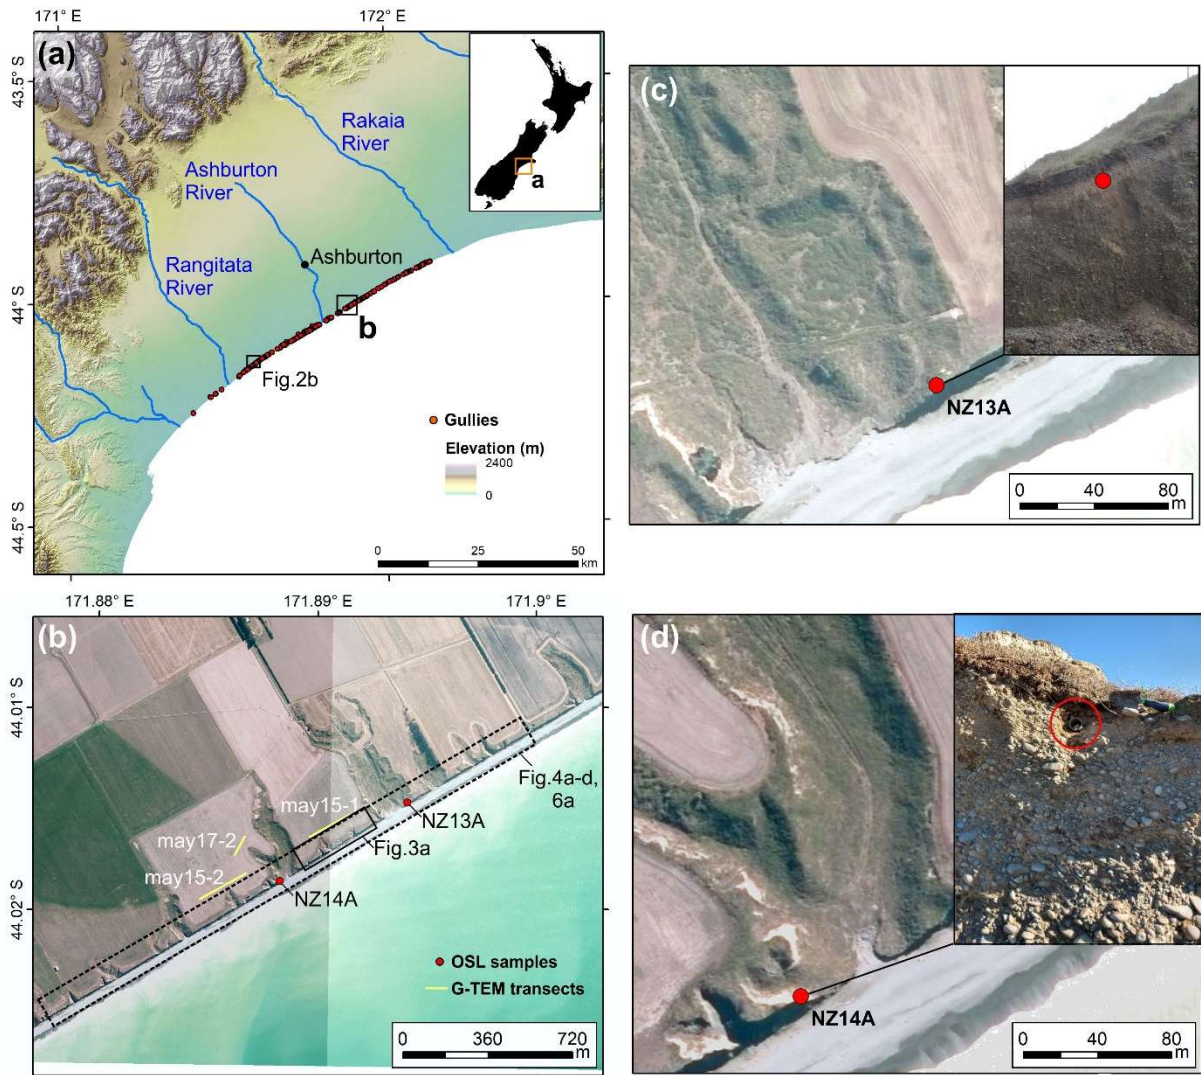 171° E
172° E
(a)
43.5° S
44° S
44.5° S
Rakaia
River
Ashburton
River
Ashburton
Rangitata
River
a
b
Fig.2b
Gullies
Elevation (m)
2400
0
0
25
50
km
(c)
NZ13A
0
40
80
m
171.88° E
171.89° E
171.9° E
(b)
44.01° S
44.02° S
may15-1
may17-2
may15-2
NZ13A
Fig.3a
NZ14A
Fig.4a-d,
6a
OSL samples
G-TEM transects
0
360
720
m
(d)
NZ14A
0
40
80
m